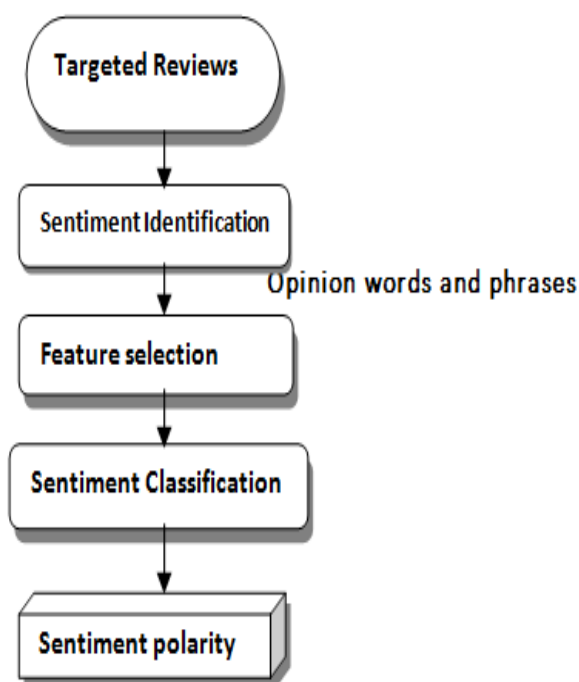 Targeted Reviews
Sentiment Identification
Opinion words and phrases
Feature selection
Sentiment Classification
Sentiment polarity